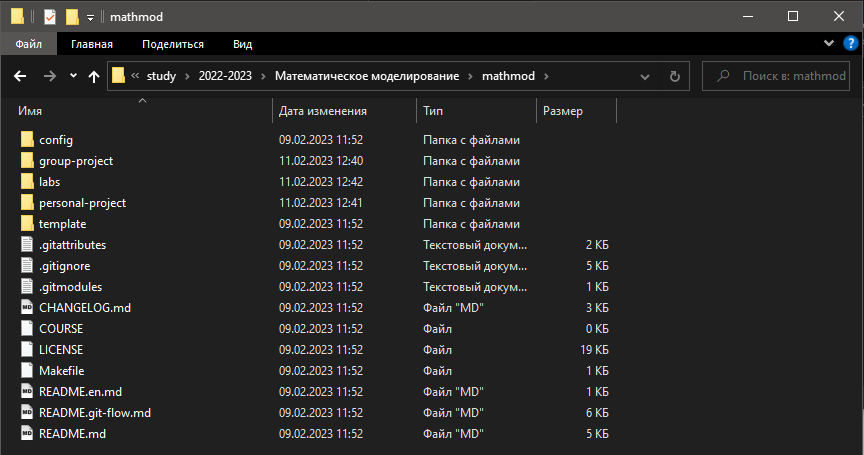 mathmod
Файл Главная Поделиться Вид
« study › 2022-2023 › Математическое моделирование › mathmod › Поиск в: mathmod
Имя Дата изменения Тип Размер
config 09.02.2023 11:52 Папка с файлами
group-project 11.02.2023 12:40 Папка с файлами
labs 11.02.2023 12:42 Папка с файлами
personal-project 11.02.2023 12:41 Папка с файлами
template 09.02.2023 11:52 Папка с файлами
.gitattributes 09.02.2023 11:52 Текстовый докум... 2 КБ
.gitignore 09.02.2023 11:52 Текстовый докум... 5 КБ
.gitmodules 09.02.2023 11:52 Текстовый докум... 1 КБ
CHANGELOG.md 09.02.2023 11:52 Файл "MD" 3 КБ
COURSE 09.02.2023 11:52 Файл 0 КБ
LICENSE 09.02.2023 11:52 Файл 19 КБ
Makefile 09.02.2023 11:52 Файл 1 КБ
README.en.md 09.02.2023 11:52 Файл "MD" 1 КБ
README.git-flow.md 09.02.2023 11:52 Файл "MD" 6 КБ
README.md 09.02.2023 11:52 Файл "MD" 5 КБ